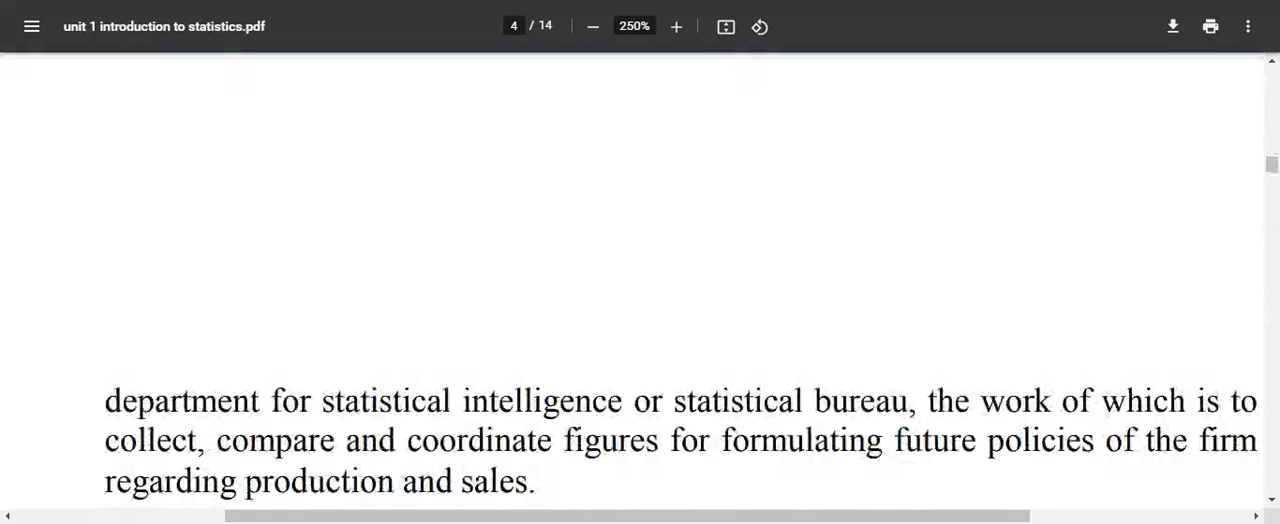 unit 1 introduction to statistics.pdf
4 / 14
250%
department for statistical intelligence or statistical bureau, the work of which is to
collect, compare and coordinate figures for formulating future policies of the firm
regarding production and sales.